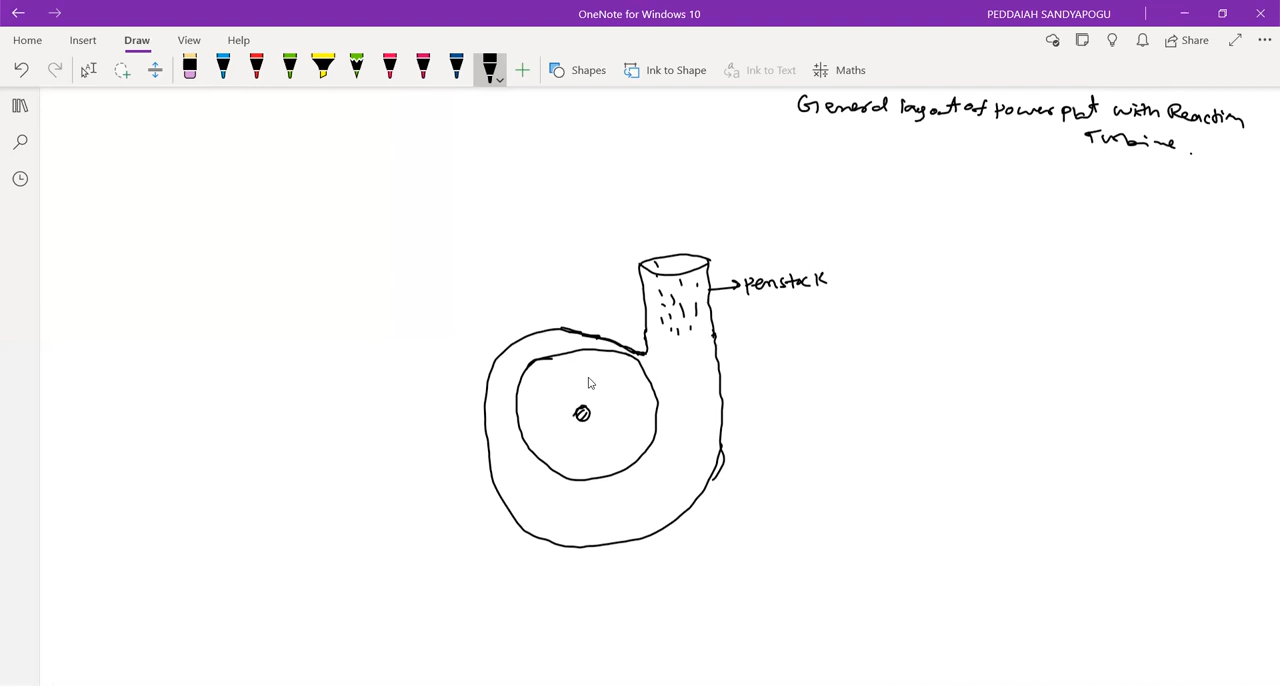 OneNote for Windows 10
PEDDAIAH SANDYAPOGU
Home Insert Draw View Help
Share
Shapes Ink to Shape Ink to Text Maths
General layout of power plat with Reaction
Turbine.
penstock